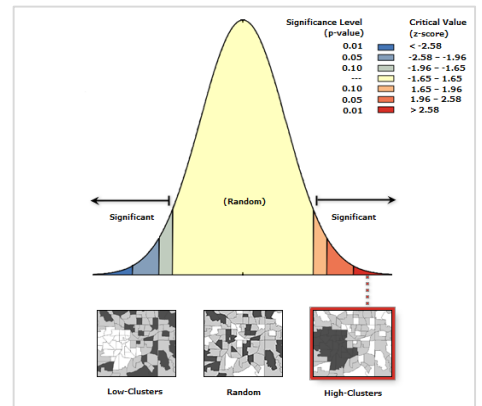 Significance Level Critical Value
(p-value) (z-score)
0.01 < -2.58
0.05 -2.58 – -1.96
0.10 -1.96 – -1.65
--- -1.65 – 1.65
0.10 1.65 – 1.96
0.05 1.96 – 2.58
0.01 > 2.58
(Random)
Significant Significant
Low-Clusters Random High-Clusters